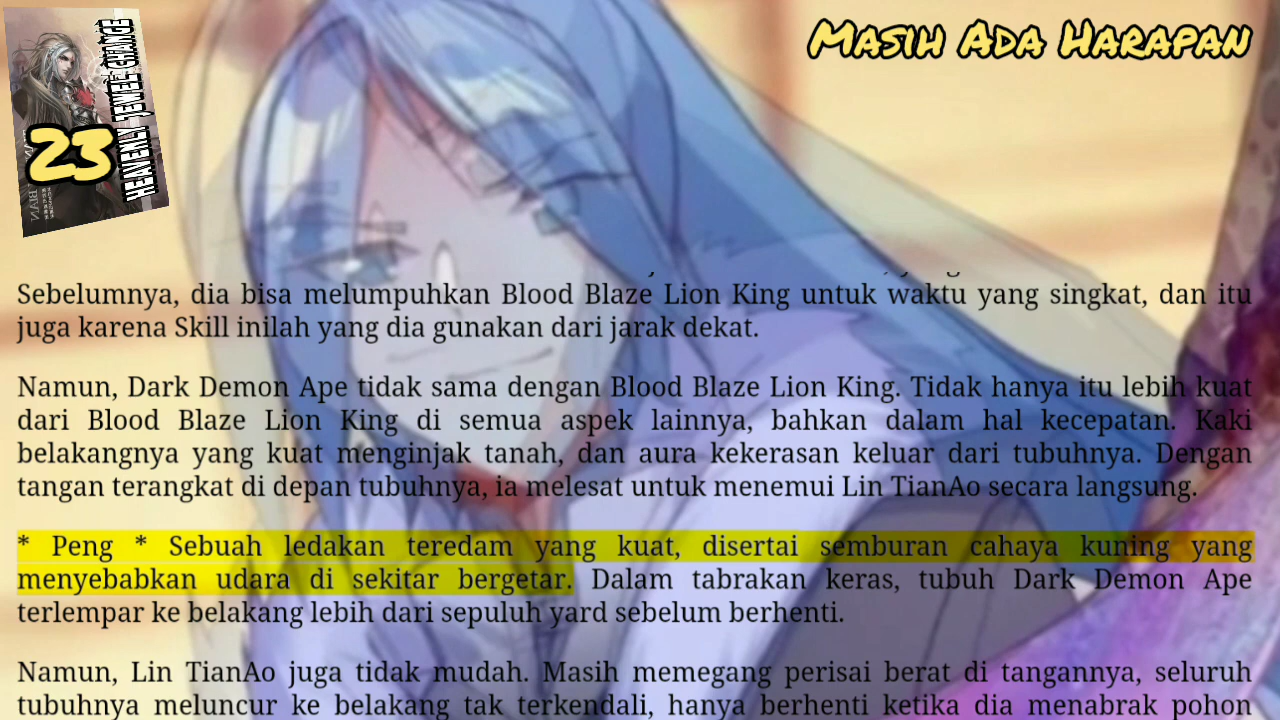 MASIH ADA HARAPAN
HEAVENLY JEWEL CHANGE
23
BIAN
Sebelumnya, dia bisa melumpuhkan Blood Blaze Lion King untuk waktu yang singkat, dan itu
juga karena Skill inilah yang dia gunakan dari jarak dekat.
Namun, Dark Demon Ape tidak sama dengan Blood Blaze Lion King. Tidak hanya itu lebih kuat
dari Blood Blaze Lion King di semua aspek lainnya, bahkan dalam hal kecepatan. Kaki
belakangnya yang kuat menginjak tanah, dan aura kekerasan keluar dari tubuhnya. Dengan
tangan terangkat di depan tubuhnya, ia melesat untuk menemui Lin TianAo secara langsung.
* Peng * Sebuah ledakan teredam yang kuat, disertai semburan cahaya kuning yang
menyebabkan udara di sekitar bergetar. Dalam tabrakan keras, tubuh Dark Demon Ape
terlempar ke belakang lebih dari sepuluh yard sebelum berhenti.
Namun, Lin TianAo juga tidak mudah. Masih memegang perisai berat di tangannya, seluruh
tubuhnya meluncur ke belakang tak terkendali, hanya berhenti ketika dia menabrak pohon